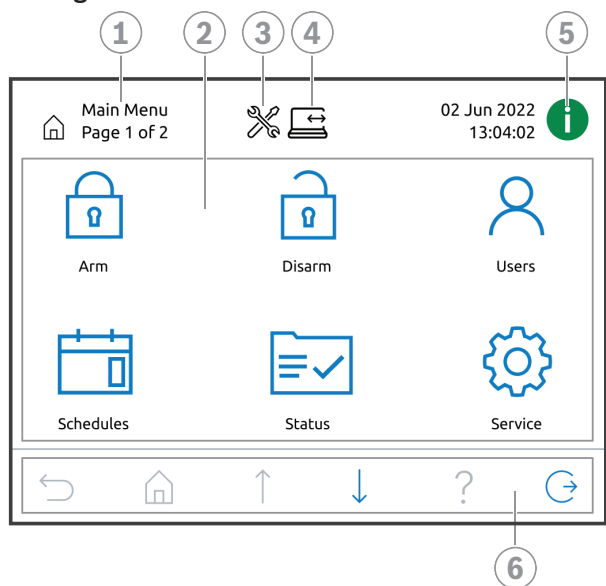 1 2 3 4 5
Main Menu
Page 1 of 2
02 Jun 2022
13:04:02
i
Arm Disarm Users
Schedules Status Service
?
6